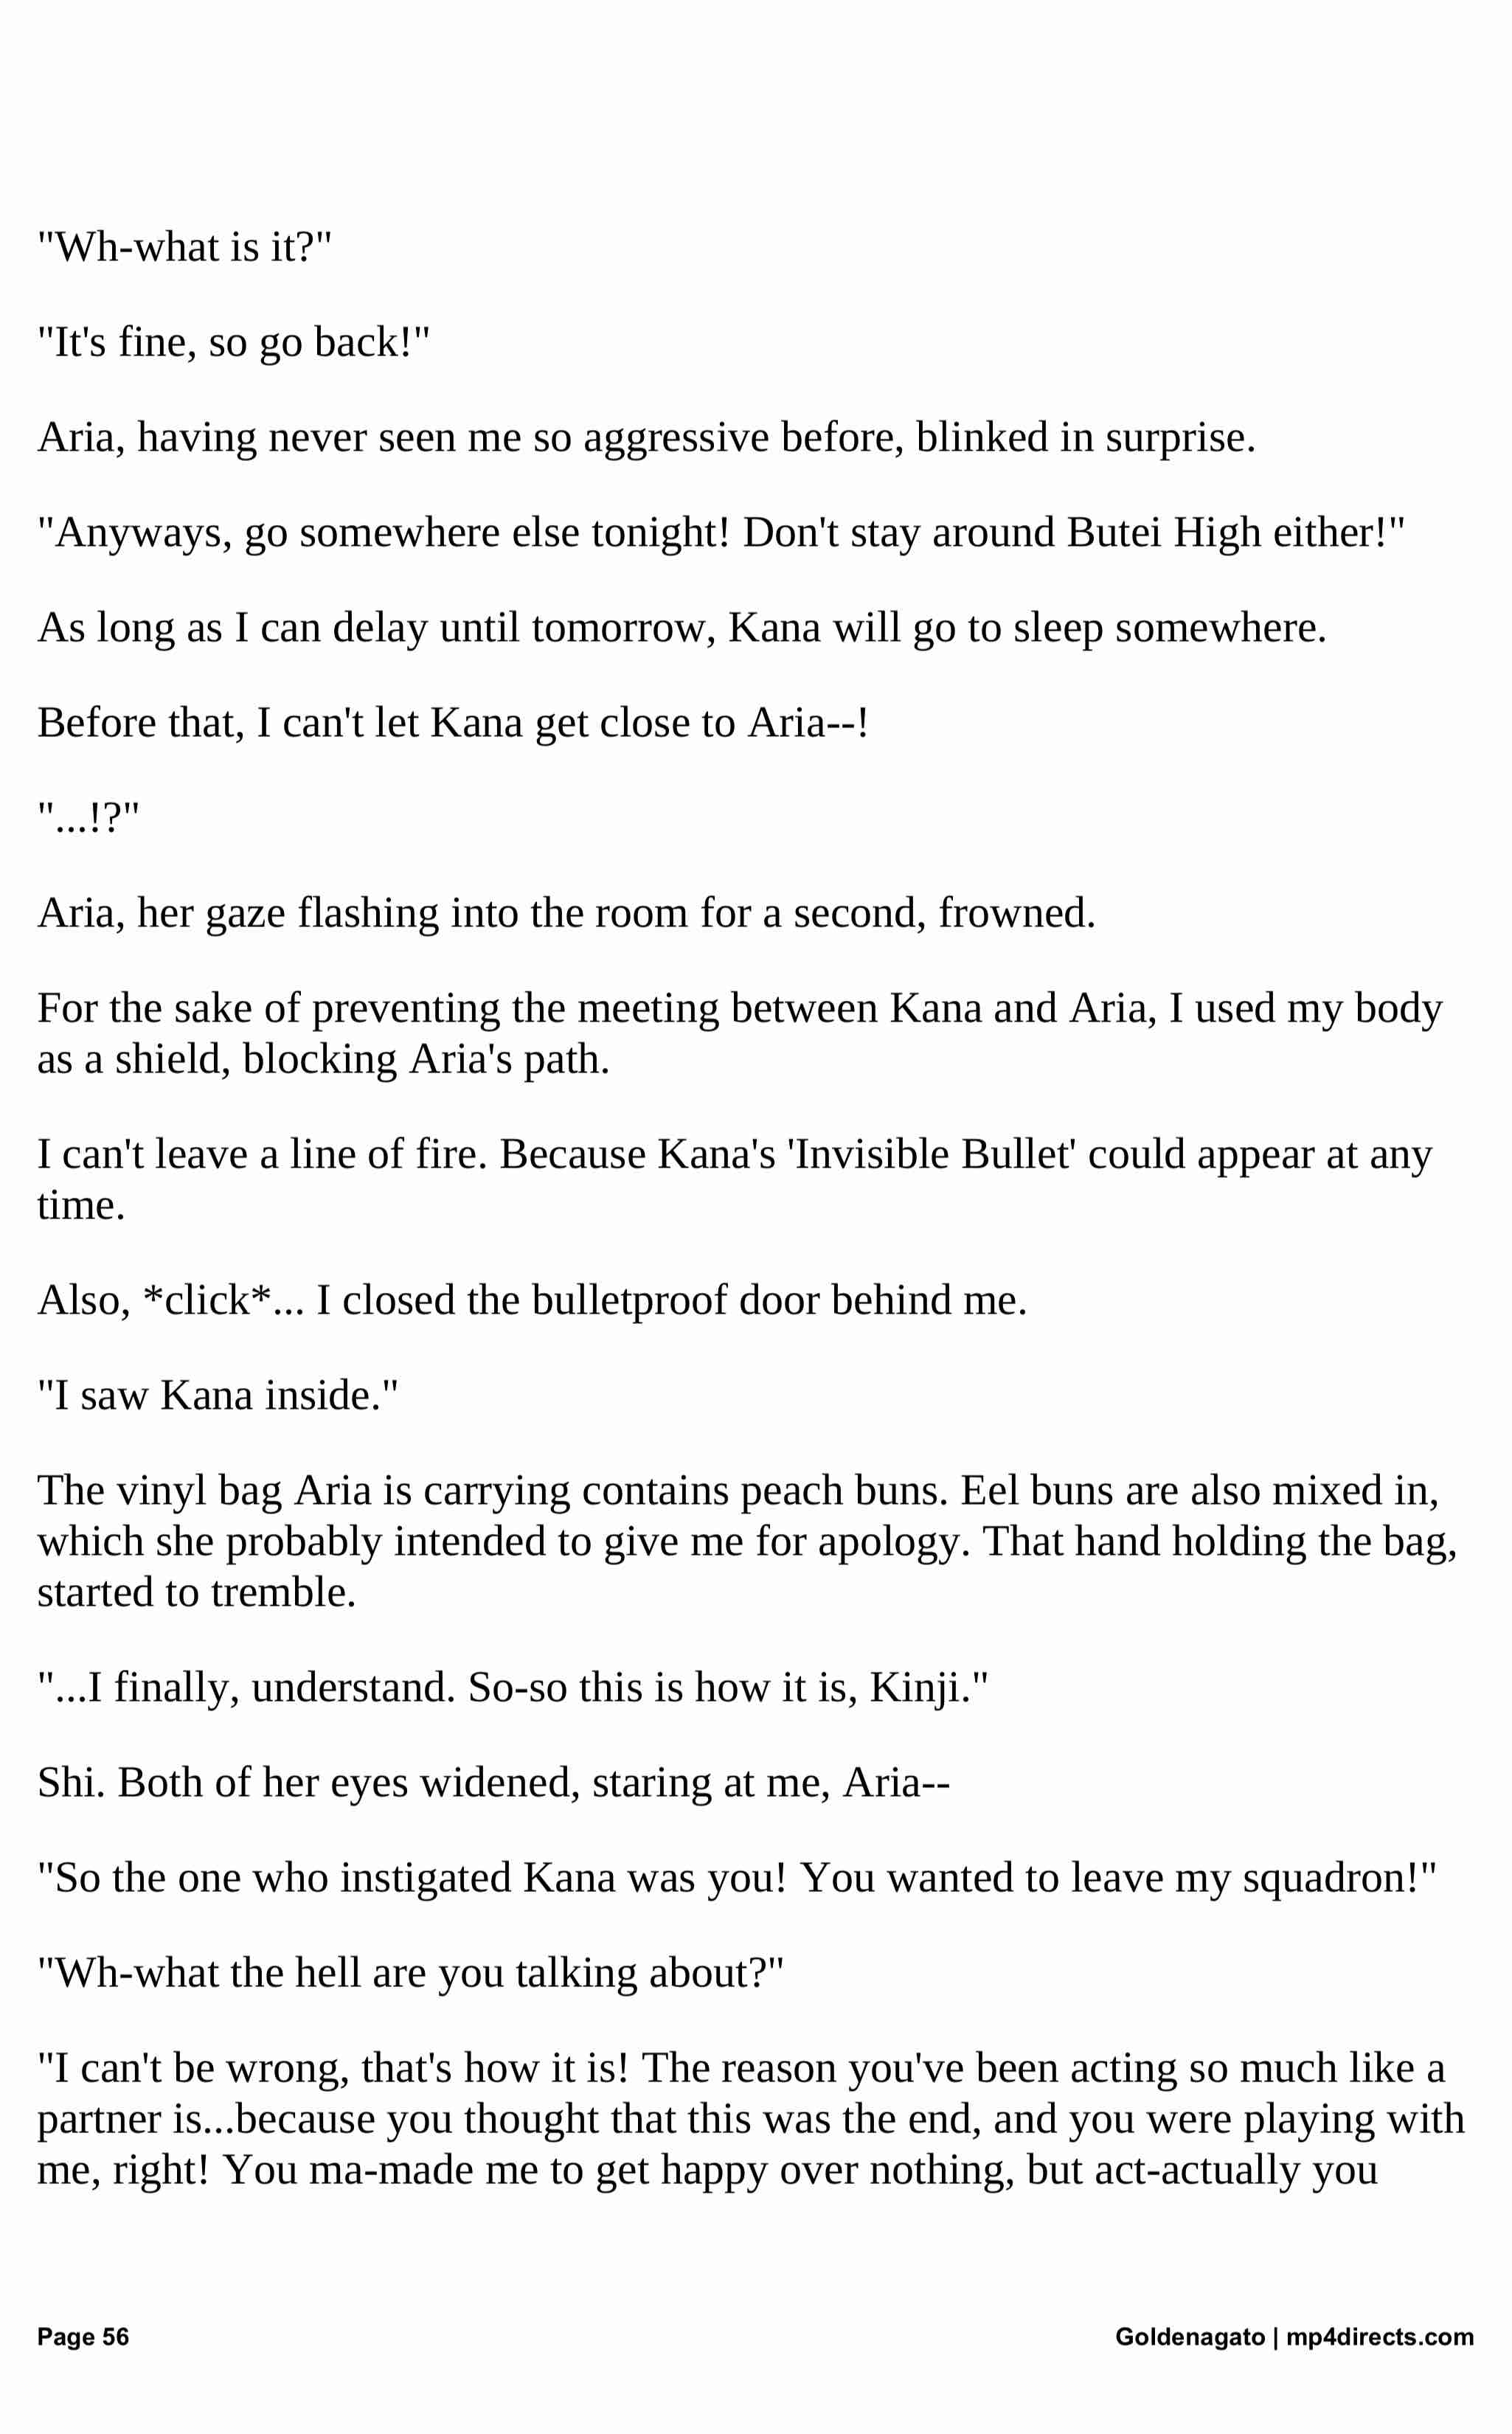 "Wh-what is it?"
"It's fine, so go back!"
Aria, having never seen me so aggressive before, blinked in surprise.
"Anyways, go somewhere else tonight! Don't stay around Butei High either!"
As long as I can delay until tomorrow, Kana will go to sleep somewhere.
Before that, I can't let Kana get close to Aria--!
"...!?"
Aria, her gaze flashing into the room for a second, frowned.
For the sake of preventing the meeting between Kana and Aria, I used my body
as a shield, blocking Aria's path.
I can't leave a line of fire. Because Kana's 'Invisible Bullet' could appear at any
time.
Also, *click*... I closed the bulletproof door behind me.
"I saw Kana inside."
The vinyl bag Aria is carrying contains peach buns. Eel buns are also mixed in,
which she probably intended to give me for apology. That hand holding the bag,
started to tremble.
"...I finally, understand. So-so this is how it is, Kinji."
Shi. Both of her eyes widened, staring at me, Aria--
"So the one who instigated Kana was you! You wanted to leave my squadron!"
"Wh-what the hell are you talking about?"
"I can't be wrong, that's how it is! The reason you've been acting so much like a
partner is...because you thought that this was the end, and you were playing with
me, right! You ma-made me to get happy over nothing, but act-actually you
Page 56
Goldenagato | mp4directs.com